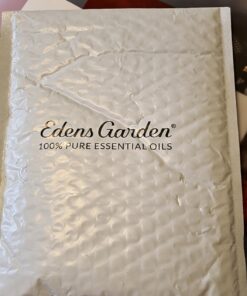 Edens Garden®
100% PURE ESSENTIAL OILS